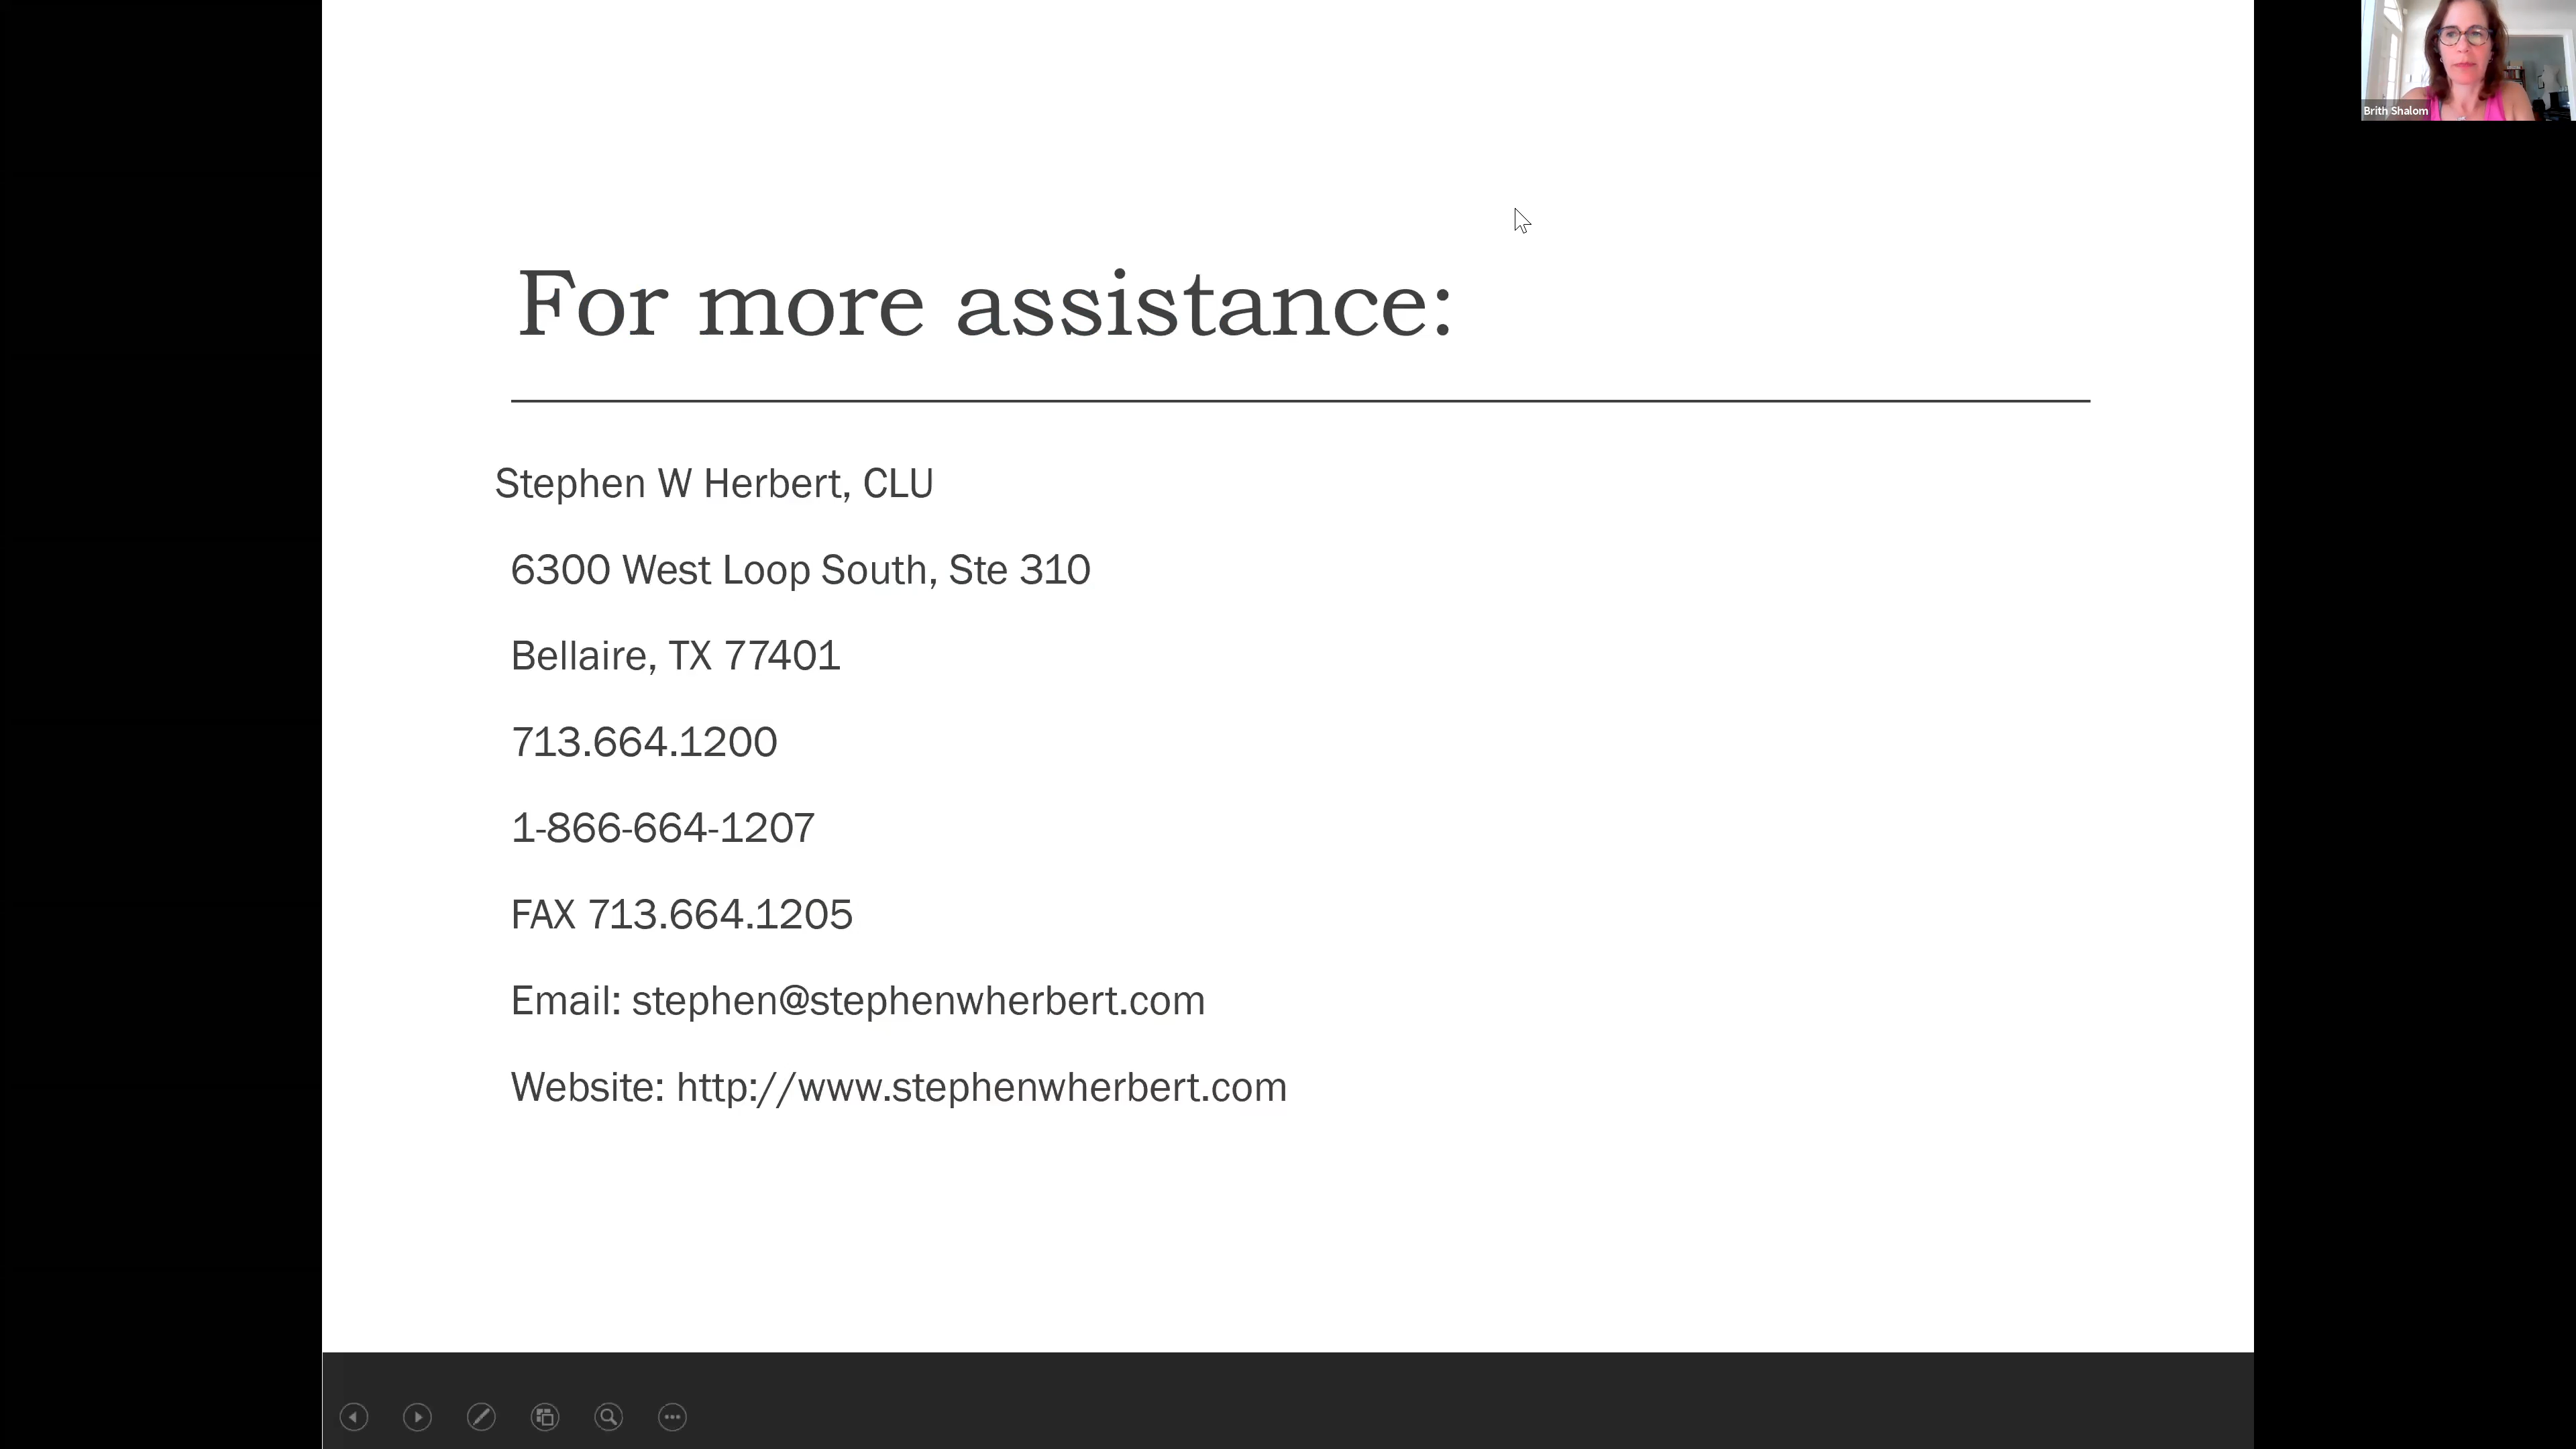 Brith Shalom
For more assistance:
Stephen W Herbert, CLU
6300 West Loop South, Ste 310
Bellaire, TX 77401
713.664.1200
1-866-664-1207
FAX 713.664.1205
Email: stephen@stephenwherbert.com
Website: http://www.stephenwherbert.com